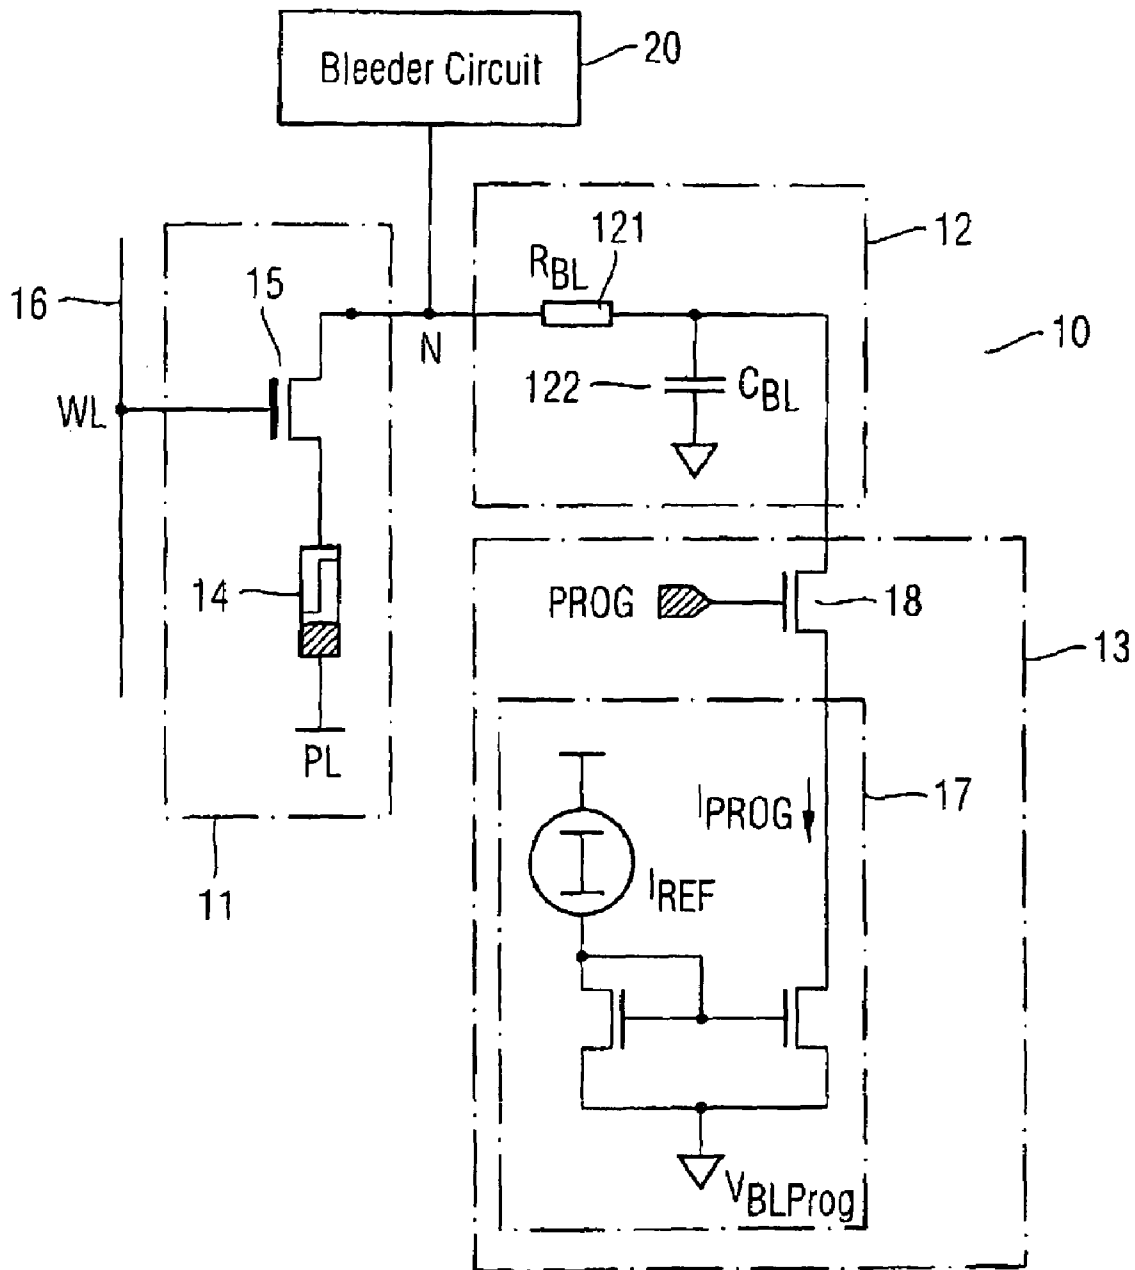 Bleeder Circuit
20
12
121
R_BL
15
16
10
N
122
C_BL
WL
14
PROG
18
13
PL
17
I_PROG
11
I_REF
V_BLProg